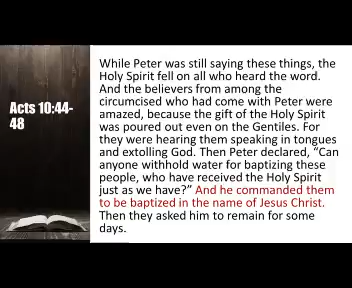 Acts 10:44-
48
While Peter was still saying these things, the
Holy Spirit fell on all who heard the word.
And the believers from among the
circumcised who had come with Peter were
amazed, because the gift of the Holy Spirit
was poured out even on the Gentiles. For
they were hearing them speaking in tongues
and extolling God. Then Peter declared, “Can
anyone withhold water for baptizing these
people, who have received the Holy Spirit
just as we have?” And he commanded them
to be baptized in the name of Jesus Christ.
Then they asked him to remain for some
days.